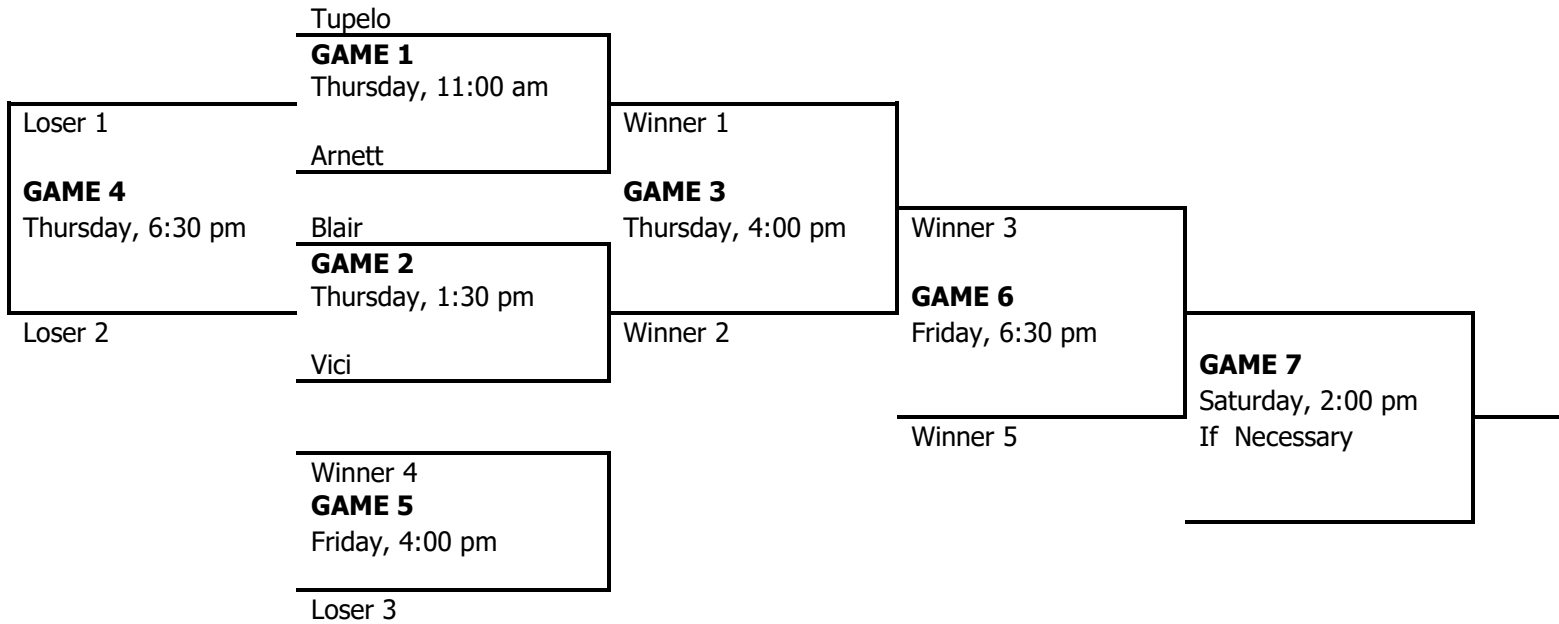 Tupelo
GAME 1
Thursday, 11:00 am
Loser 1
Winner 1
Arnett
GAME 4
GAME 3
Thursday, 6:30 pm
Blair
Thursday, 4:00 pm
Winner 3
GAME 2
Thursday, 1:30 pm
GAME 6
Loser 2
Winner 2
Friday, 6:30 pm
Vici
GAME 7
Saturday, 2:00 pm
Winner 5
If Necessary
Winner 4
GAME 5
Friday, 4:00 pm
Loser 3